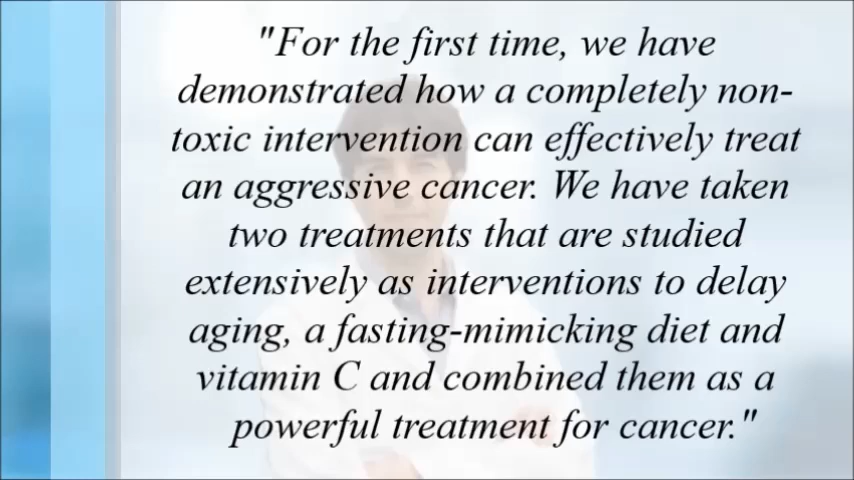 "For the first time, we have
demonstrated how a completely non-
toxic intervention can effectively treat
an aggressive cancer. We have taken
two treatments that are studied
extensively as interventions to delay
aging, a fasting-mimicking diet and
vitamin C and combined them as a
powerful treatment for cancer."